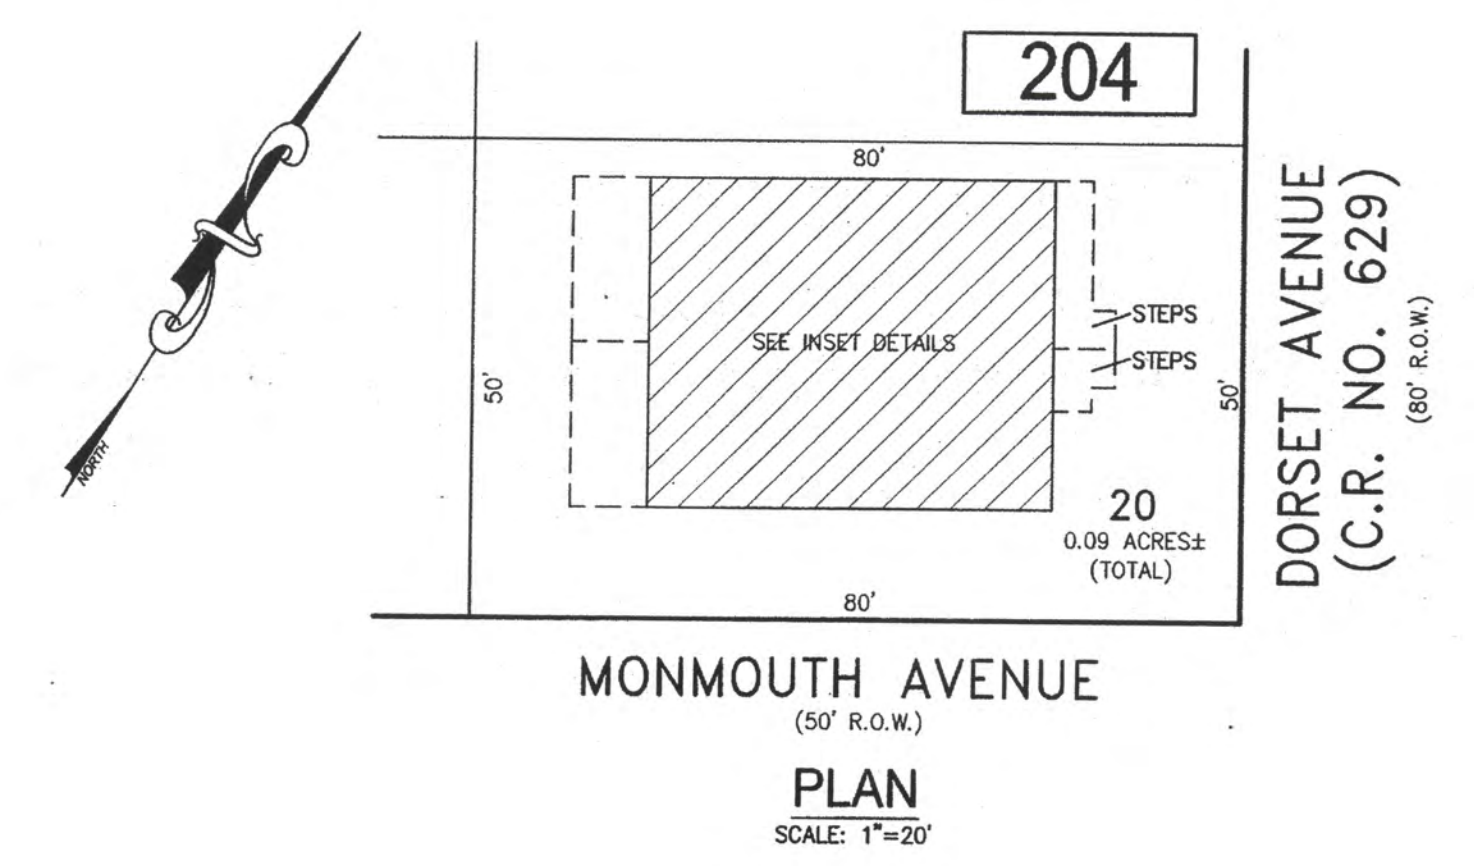 204
80'
DORSET AVENUE
(C.R. NO. 629)
(80' R.O.W.)
STEPS
SEE INSET DETAILS
STEPS
50'
50'
NORTH
20
0.09 ACRES±
(TOTAL)
80'
MONMOUTH AVENUE
(50' R.O.W.)
PLAN
SCALE: 1"=20'